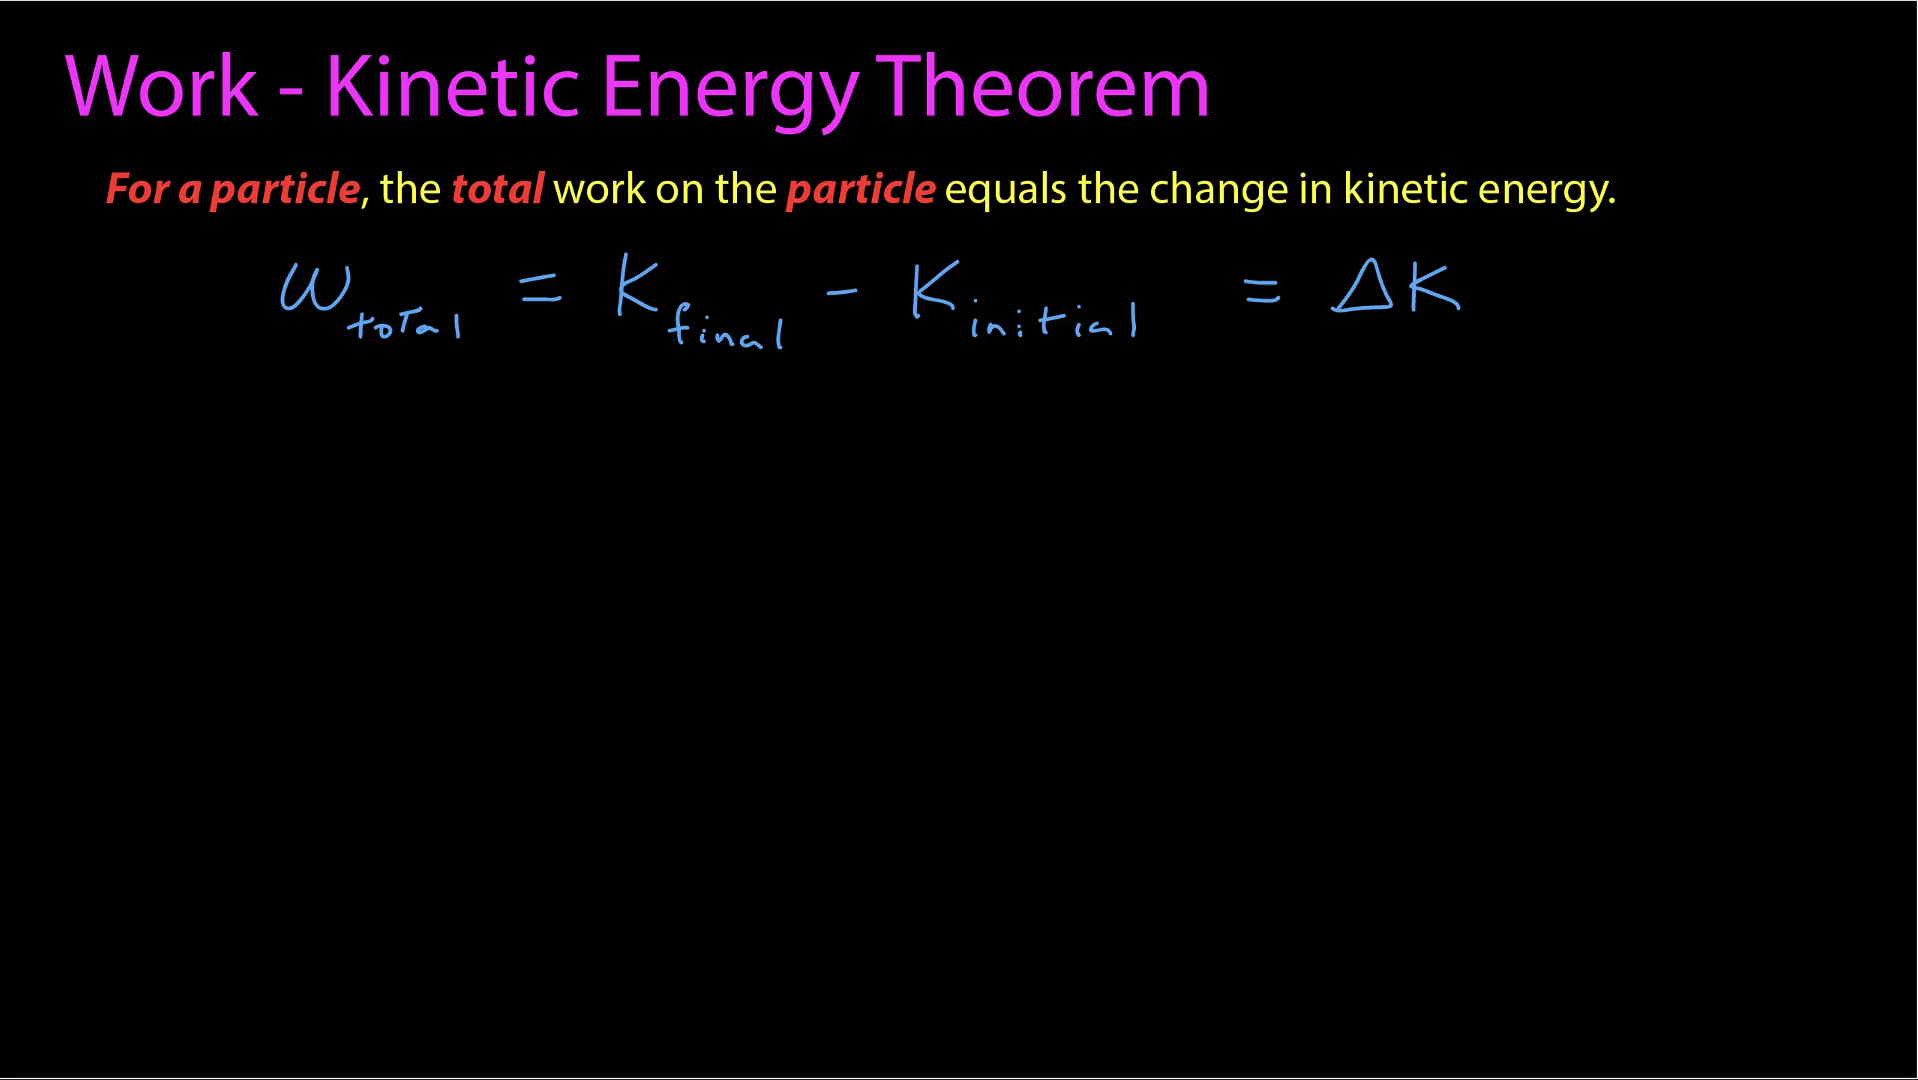 Work - Kinetic Energy Theorem
For a particle, the total work on the particle equals the change in kinetic energy.
W_total = K_final - K_initial = ΔK